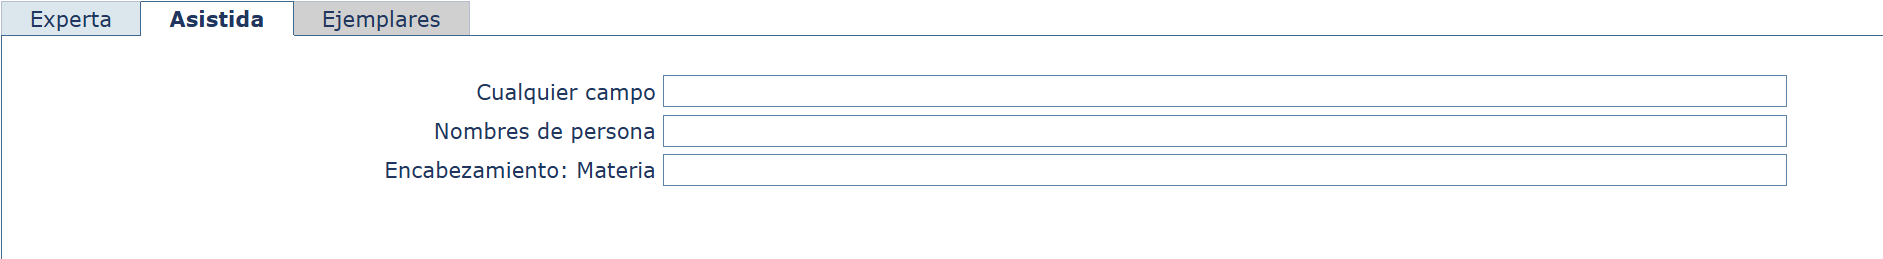 Experta Asistida Ejemplares
Cualquier campo
Nombres de persona
Encabezamiento: Materia